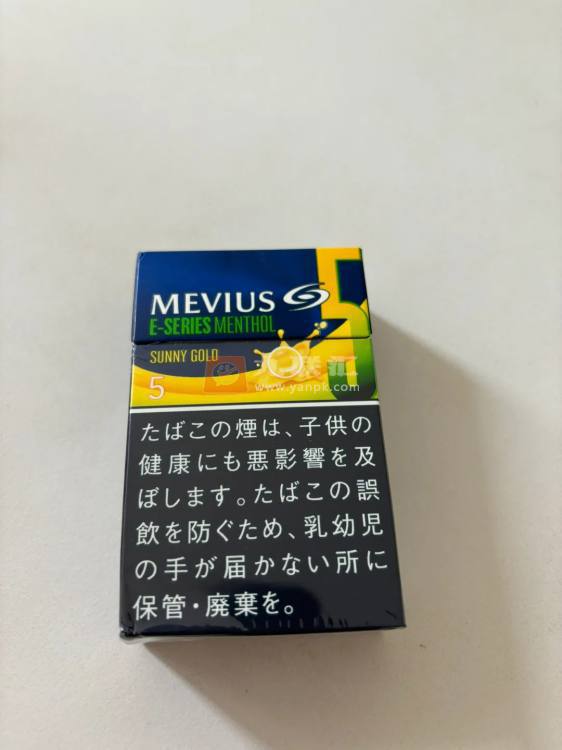 MEVIUS
E-SERIES MENTHOL
5
SUNNY GOLD
5
www.yanpk.com
たばこの煙は、子供の
健康にも悪影響を及
ぼします。たばこの誤
飲を防ぐため、乳幼児
の手が届かない所に
保管・廃棄を。